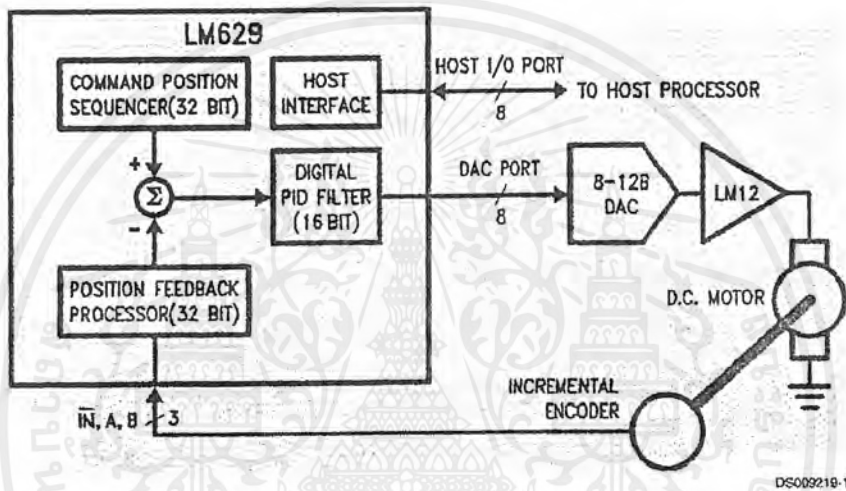 LM629
COMMAND POSITION
SEQUENCER(32 BIT)
HOST
INTERFACE
HOST I/O PORT
8
TO HOST PROCESSOR
+
Σ
-
DIGITAL
PID FILTER
(16 BIT)
DAC PORT
8
8-12B
DAC
LM12
POSITION FEEDBACK
PROCESSOR(32 BIT)
D.C. MOTOR
INCREMENTAL
ENCODER
I̅N̅, A, B 3
DS009219-1